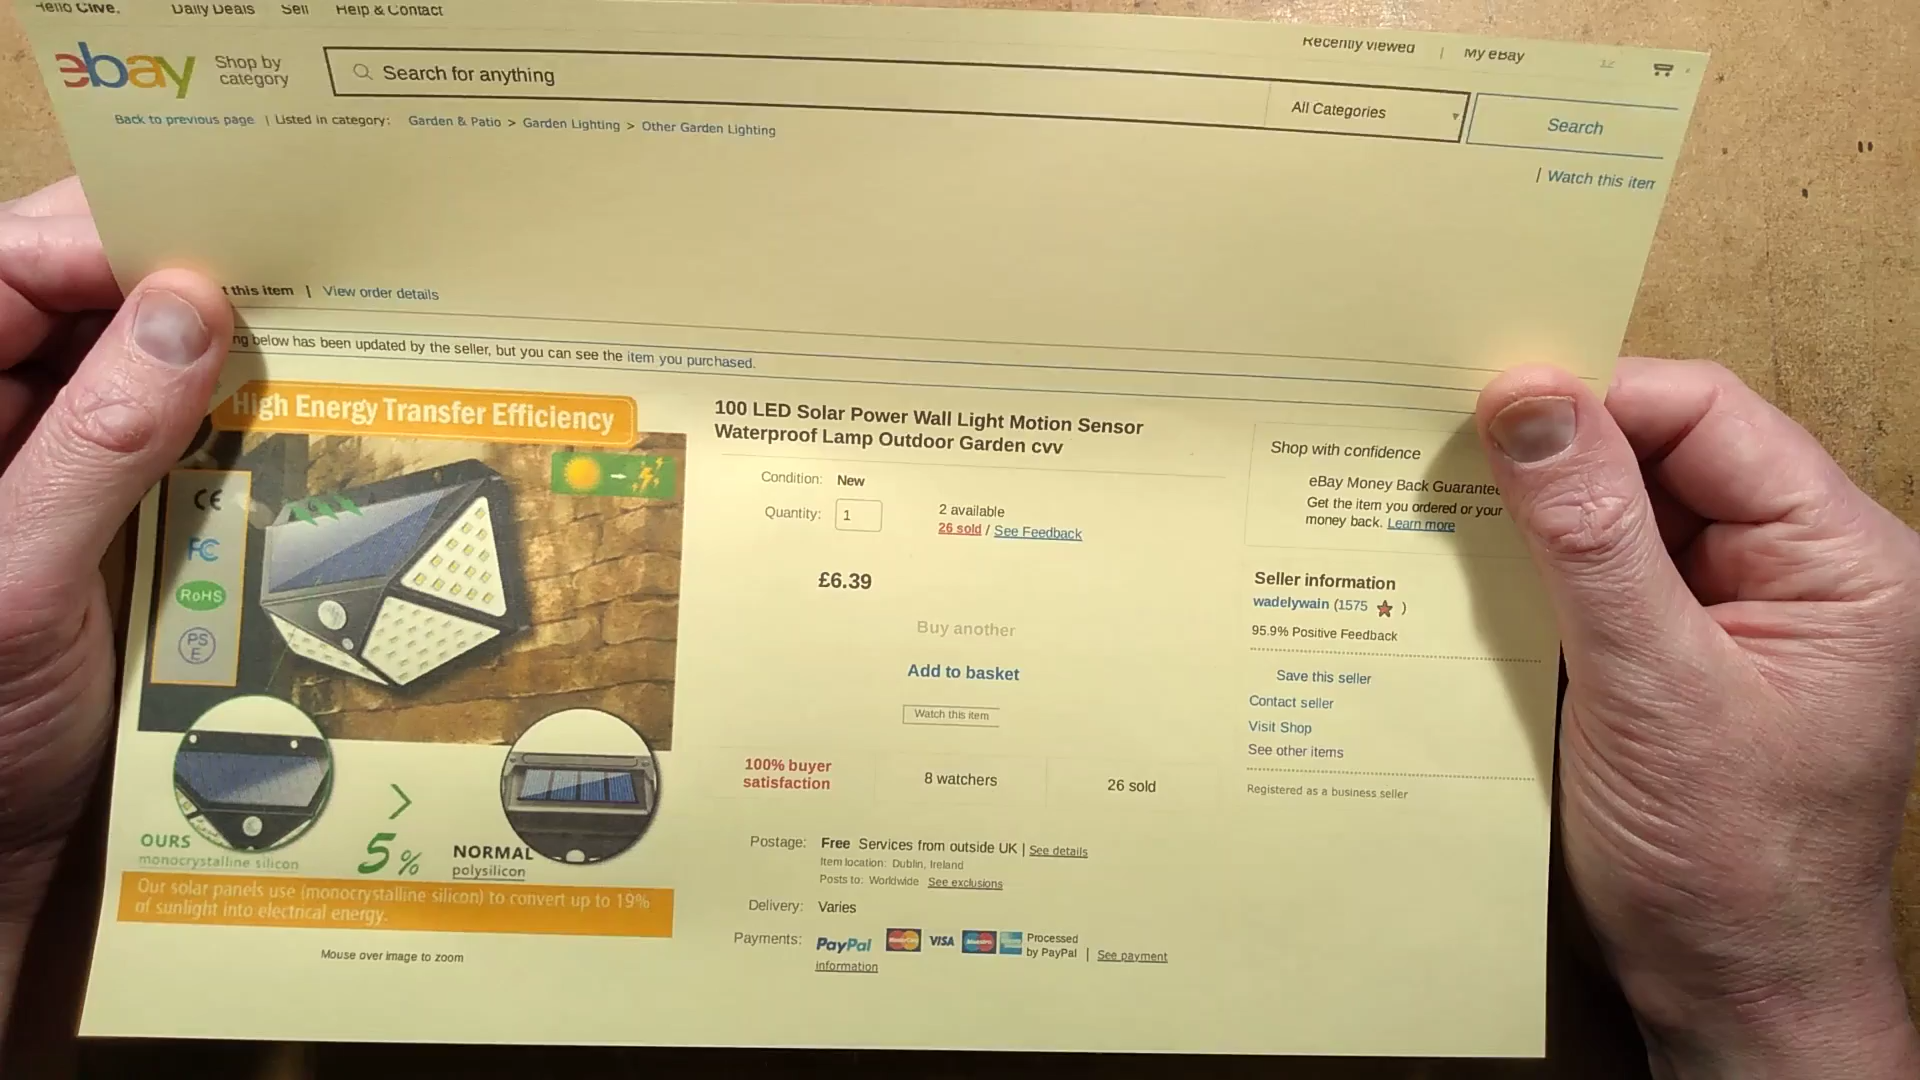 Hello Clive. Daily Deals Sell Help & Contact
Recently viewed | My eBay 12
ebay Shop by category
Search for anything
All Categories
Search
Back to previous page | Listed in category: Garden & Patio > Garden Lighting > Other Garden Lighting
| Watch this item
t this item | View order details
ng below has been updated by the seller, but you can see the item you purchased.
High Energy Transfer Efficiency
CE
FC
RoHS
PS
E
OURS
monocrystalline silicon
>
5%
NORMAL
polysilicon
Our solar panels use (monocrystalline silicon) to convert up to 19%
of sunlight into electrical energy.
Mouse over image to zoom
100 LED Solar Power Wall Light Motion Sensor
Waterproof Lamp Outdoor Garden cvv
Condition: New
Quantity: 1
2 available
26 sold / See Feedback
£6.39
Buy another
Add to basket
Watch this item
100% buyer
satisfaction
8 watchers
26 sold
Postage: Free Services from outside UK | See details
Item location: Dublin, Ireland
Posts to: Worldwide See exclusions
Delivery: Varies
Payments: PayPal MasterCard VISA Maestro Processed
by PayPal | See payment
information
Shop with confidence
eBay Money Back Guarantee
Get the item you ordered or your
money back. Learn more
Seller information
wadelywain (1575 )
95.9% Positive Feedback
Save this seller
Contact seller
Visit Shop
See other items
Registered as a business seller